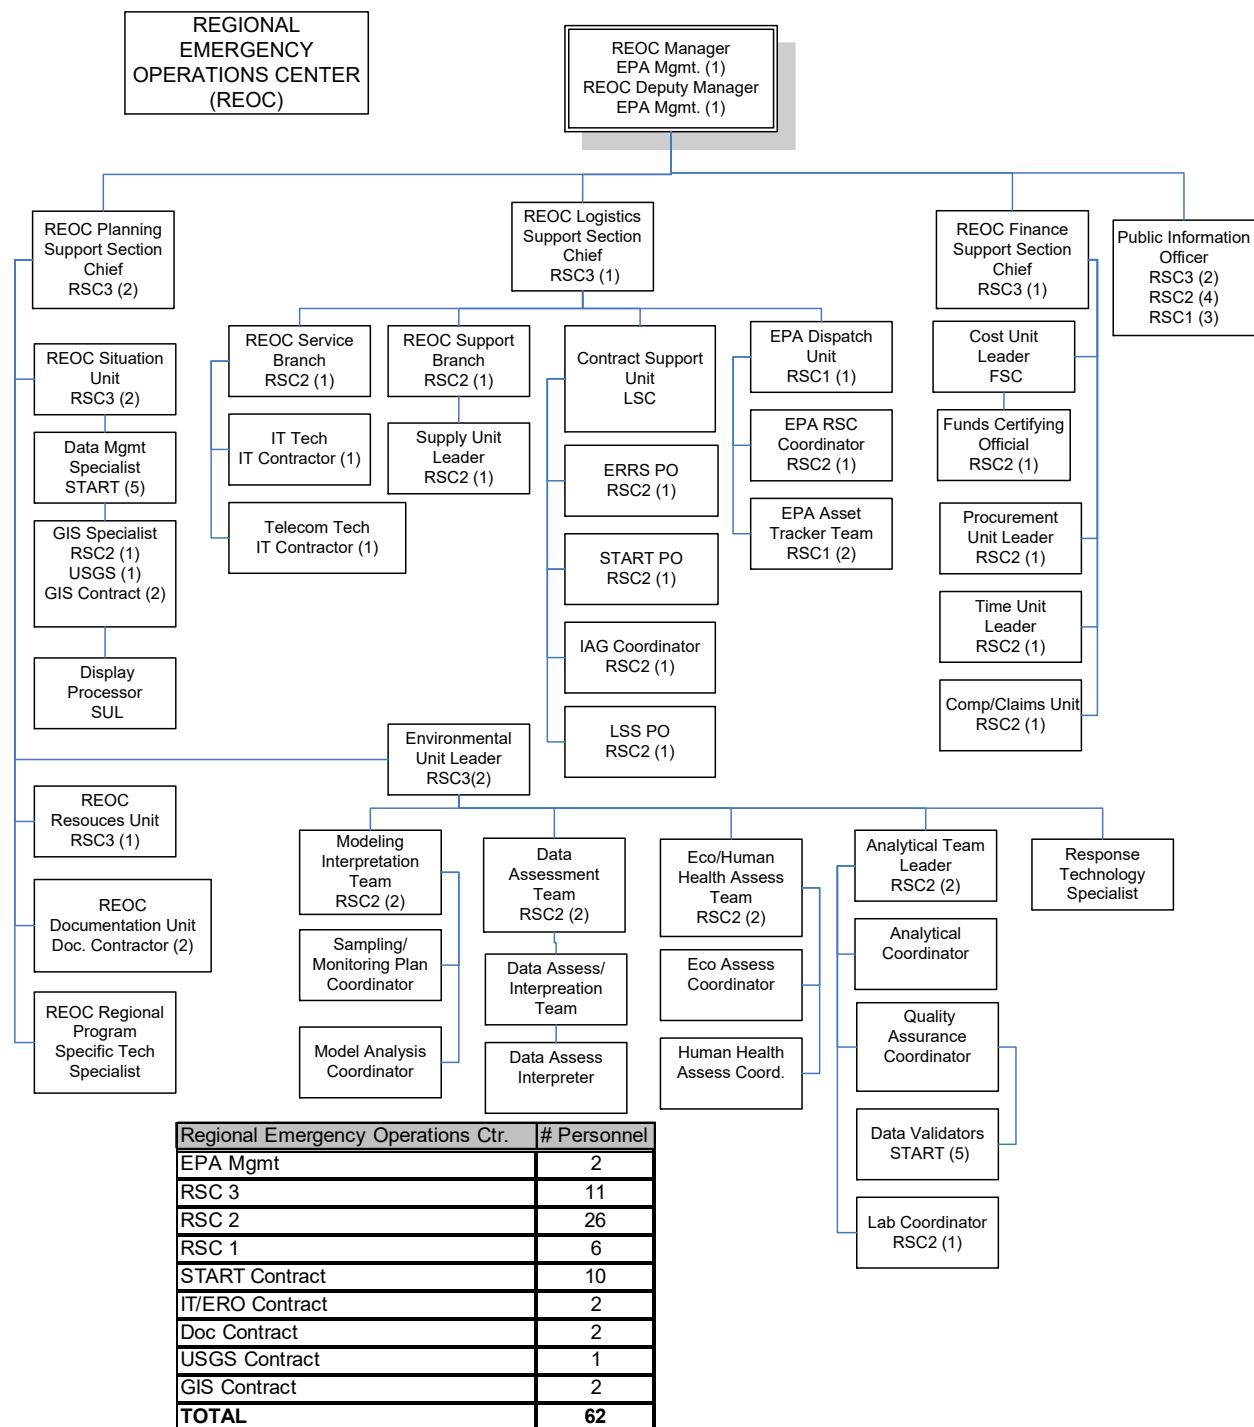 REGIONAL
EMERGENCY
OPERATIONS CENTER
(REOC)
REOC Manager
EPA Mgmt. (1)
REOC Deputy Manager
EPA Mgmt. (1)
REOC Planning
Support Section
Chief
RSC3 (2)
REOC Logistics
Support Section
Chief
RSC3 (1)
REOC Finance
Support Section
Chief
RSC3 (1)
Public Information
Officer
RSC3 (2)
RSC2 (4)
RSC1 (3)
REOC Situation
Unit
RSC3 (2)
Data Mgmt
Specialist
START (5)
GIS Specialist
RSC2 (1)
USGS (1)
GIS Contract (2)
Display
Processor
SUL
REOC Service
Branch
RSC2 (1)
IT Tech
IT Contractor (1)
Telecom Tech
IT Contractor (1)
REOC Support
Branch
RSC2 (1)
Supply Unit
Leader
RSC2 (1)
Contract Support
Unit
LSC
ERRS PO
RSC2 (1)
START PO
RSC2 (1)
IAG Coordinator
RSC2 (1)
LSS PO
RSC2 (1)
EPA Dispatch
Unit
RSC1 (1)
EPA RSC
Coordinator
RSC2 (1)
EPA Asset
Tracker Team
RSC1 (2)
Cost Unit
Leader
FSC
Funds Certifying
Official
RSC2 (1)
Procurement
Unit Leader
RSC2 (1)
Time Unit
Leader
RSC2 (1)
Comp/Claims Unit
RSC2 (1)
Environmental
Unit Leader
RSC3(2)
REOC
Resouces Unit
RSC3 (1)
REOC
Documentation Unit
Doc. Contractor (2)
REOC Regional
Program
Specific Tech
Specialist
Modeling
Interpretation
Team
RSC2 (2)
Sampling/
Monitoring Plan
Coordinator
Model Analysis
Coordinator
Data
Assessment
Team
RSC2 (2)
Data Assess/
Interpreation
Team
Data Assess
Interpreter
Eco/Human
Health Assess
Team
RSC2 (2)
Eco Assess
Coordinator
Human Health
Assess Coord.
Analytical Team
Leader
RSC2 (2)
Analytical
Coordinator
Quality
Assurance
Coordinator
Data Validators
START (5)
Lab Coordinator
RSC2 (1)
Response
Technology
Specialist
Regional Emergency Operations Ctr. # Personnel
EPA Mgmt 2
RSC 3 11
RSC 2 26
RSC 1 6
START Contract 10
IT/ERO Contract 2
Doc Contract 2
USGS Contract 1
GIS Contract 2
TOTAL 62